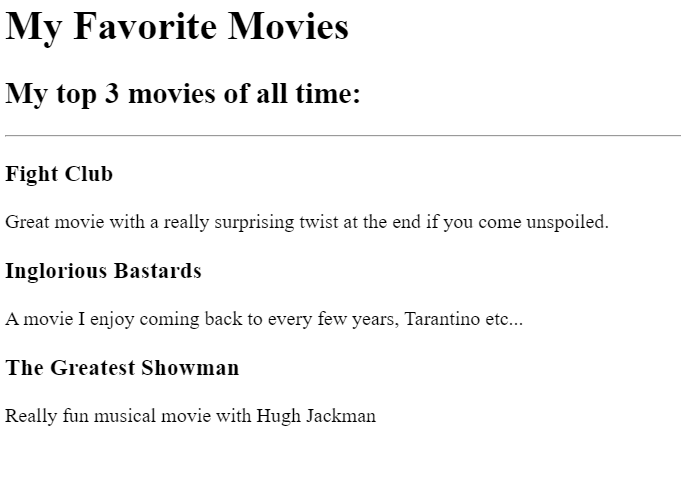 My Favorite Movies
My top 3 movies of all time:
Fight Club
Great movie with a really surprising twist at the end if you come unspoiled.
Inglorious Bastards
A movie I enjoy coming back to every few years, Tarantino etc...
The Greatest Showman
Really fun musical movie with Hugh Jackman